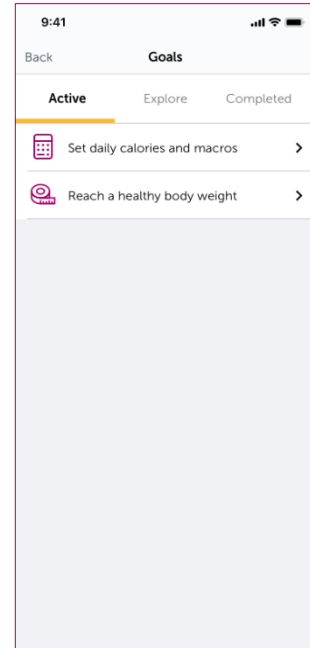 9:41
Back Goals
Active Explore Completed
Set daily calories and macros
Reach a healthy body weight